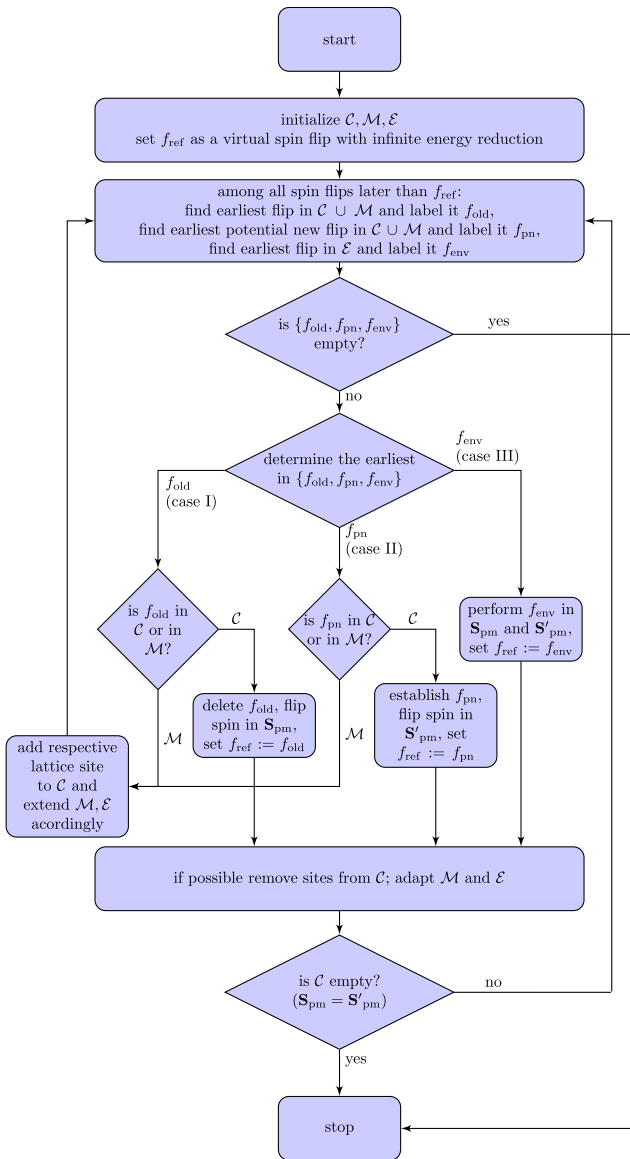 start
initialize 𝒞, ℳ, ℰ
set f_ref as a virtual spin flip with infinite energy reduction
among all spin flips later than f_ref:
find earliest flip in 𝒞 ∪ ℳ and label it f_old,
find earliest potential new flip in 𝒞 ∪ ℳ and label it f_pn,
find earliest flip in ℰ and label it f_env
is {f_old, f_pn, f_env}
empty?
yes
no
determine the earliest
in {f_old, f_pn, f_env}
f_old
(case I)
f_pn
(case II)
f_env
(case III)
is f_old in
𝒞 or in
ℳ?
𝒞
ℳ
is f_pn in 𝒞
or in ℳ?
𝒞
ℳ
perform f_env in
S_pm and S′_pm,
set f_ref := f_env
delete f_old, flip
spin in S_pm,
set f_ref := f_old
establish f_pn,
flip spin in
S′_pm, set
f_ref := f_pn
add respective
lattice site
to 𝒞 and
extend ℳ, ℰ
acordingly
if possible remove sites from 𝒞; adapt ℳ and ℰ
is 𝒞 empty?
(S_pm = S′_pm)
no
yes
stop